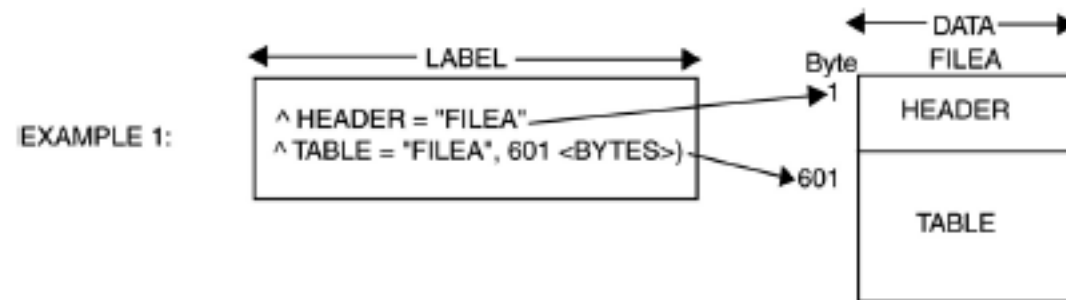 DATA
LABEL
Byte
FILEA
1
HEADER
^ HEADER = "FILEA"
EXAMPLE 1:
^ TABLE = "FILEA", 601 <BYTES>)
601
TABLE